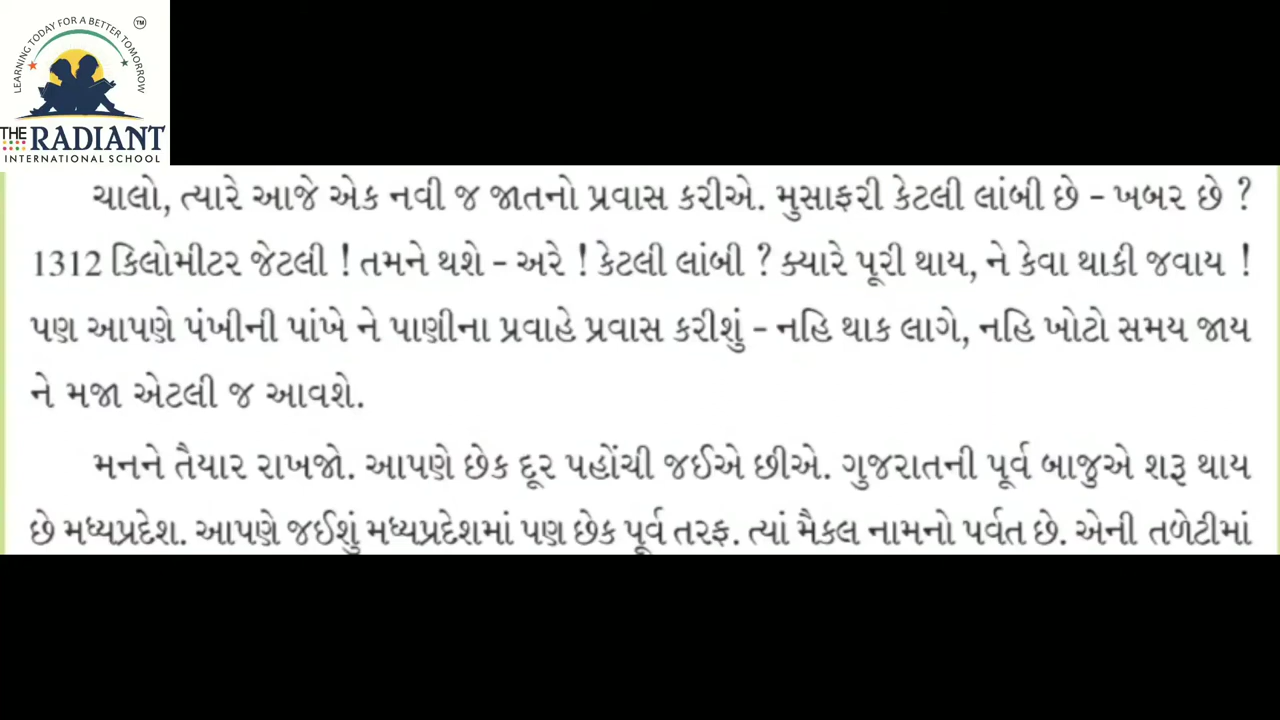 LEARNING TODAY FOR A BETTER TOMORROW
TM
THE RADIANT
INTERNATIONAL SCHOOL
ચાલો, ત્યારે આજે એક નવી જ જાતનો પ્રવાસ કરીએ. મુસાફરી કેટલી લાંબી છે – ખબર છે ?
1312 કિલોમીટર જેટલી ! તમને થશે – અરે ! કેટલી લાંબી ? ક્યારે પૂરી થાય, ને કેવા થાકી જવાય !
પણ આપણે પંખીની પાંખે ને પાણીના પ્રવાહે પ્રવાસ કરીશું – નહિ થાક લાગે, નહિ ખોટો સમય જાય
ને મજા એટલી જ આવશે.
મનને તૈયાર રાખજો. આપણે છેક દૂર પહોંચી જઈએ છીએ. ગુજરાતની પૂર્વ બાજુએ શરૂ થાય
છે મધ્યપ્રદેશ. આપણે જઈશું મધ્યપ્રદેશમાં પણ છેક પૂર્વ તરફ. ત્યાં મૈકલ નામનો પર્વત છે. એની તળેટીમાં